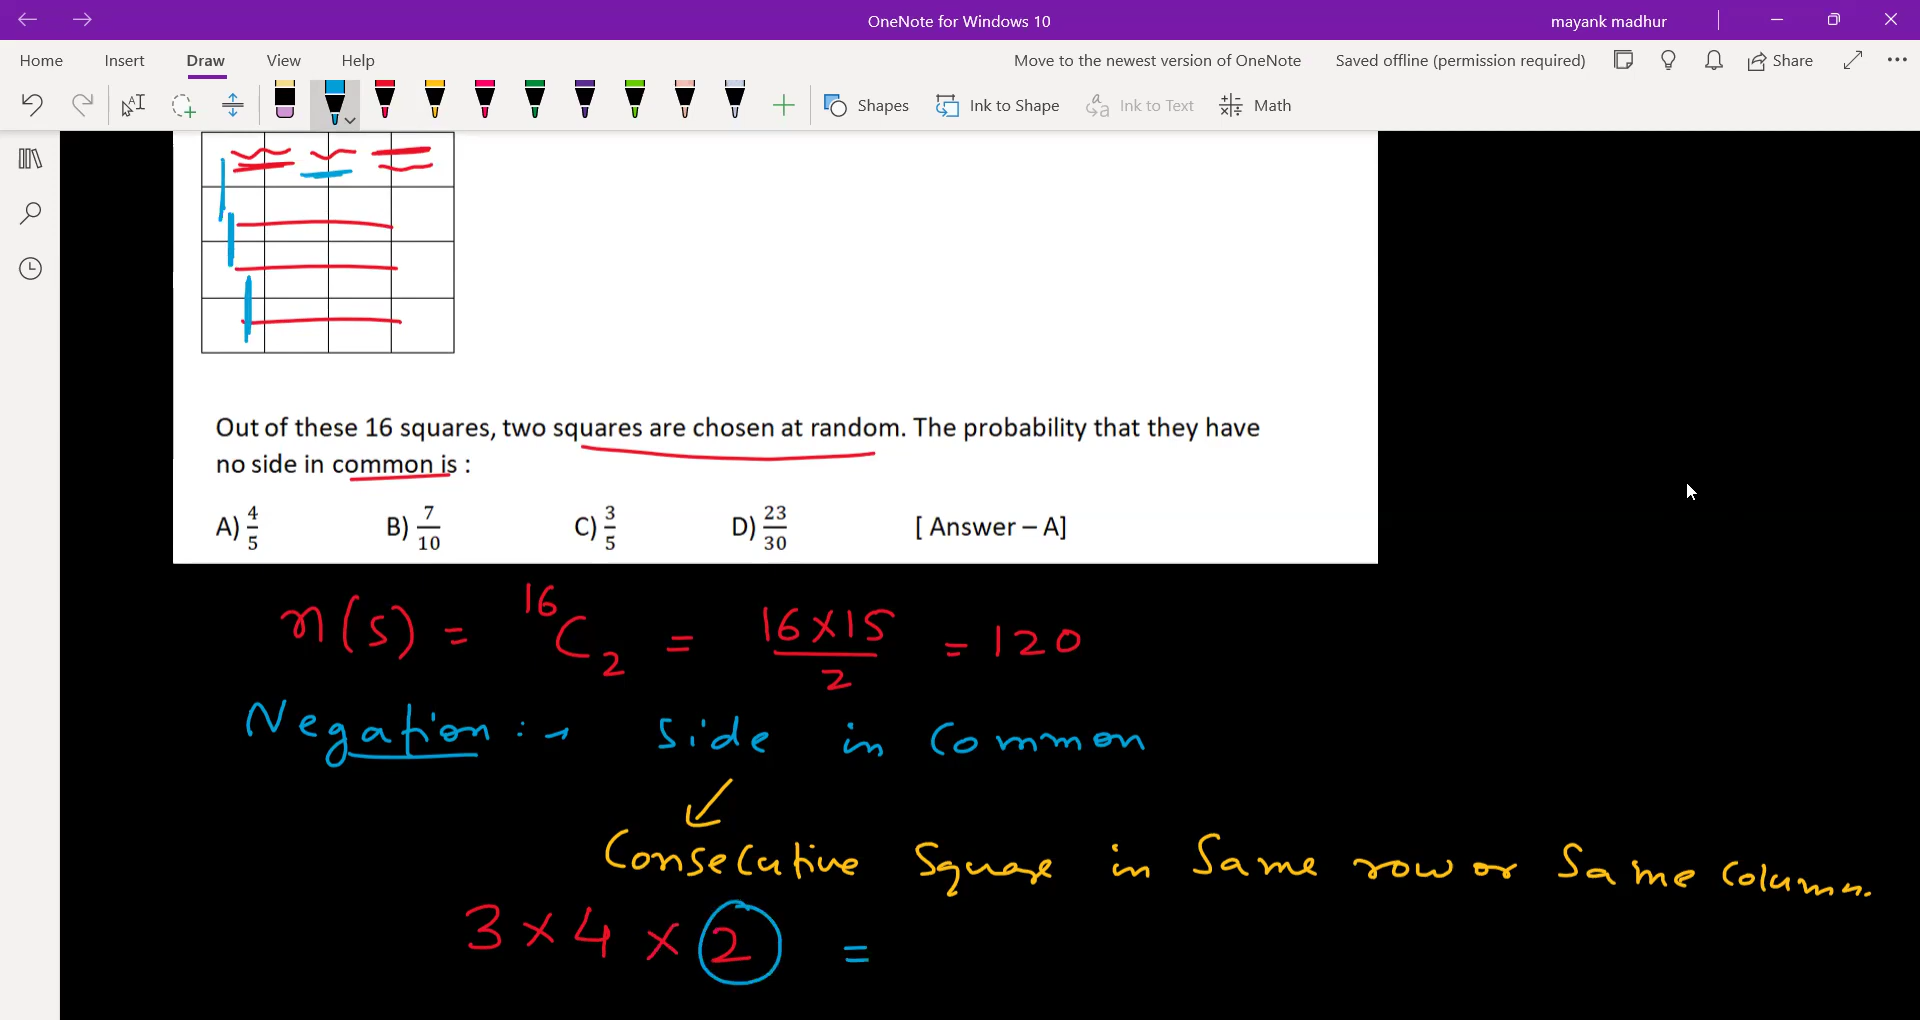 OneNote for Windows 10
mayank madhur
Home Insert Draw View Help
Move to the newest version of OneNote Saved offline (permission required) Share
Shapes Ink to Shape Ink to Text Math
Out of these 16 squares, two squares are chosen at random. The probability that they have
no side in common is :
A) 4/5 B) 7/10 C) 3/5 D) 23/30 [ Answer – A]
n(s) = ¹⁶C₂ = 16×15/2 = 120
Negation :→ Side in Common
Consecutive Square in Same row or Same Column.
3 × 4 × 2 =